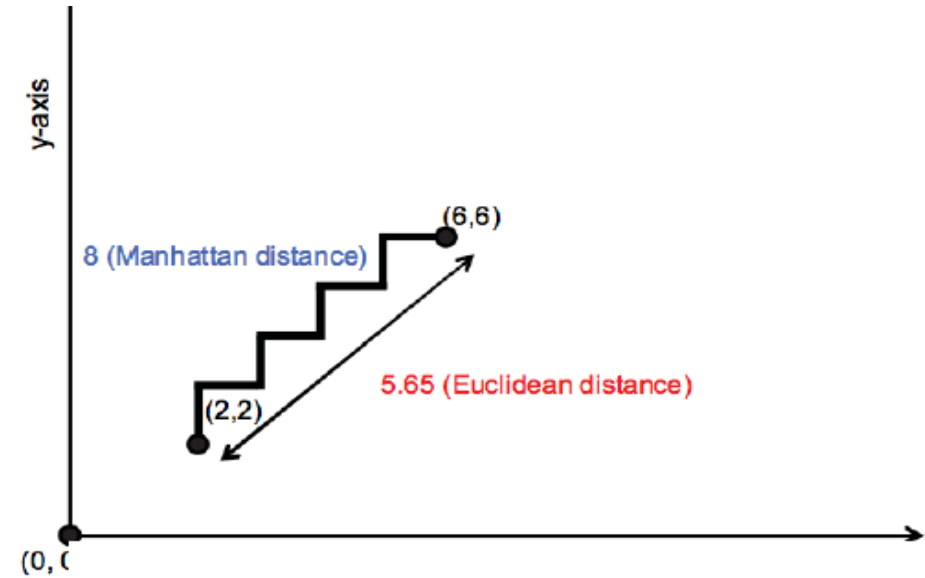 y-axis
(6,6)
8 (Manhattan distance)
5.65 (Euclidean distance)
(2,2)
(0,